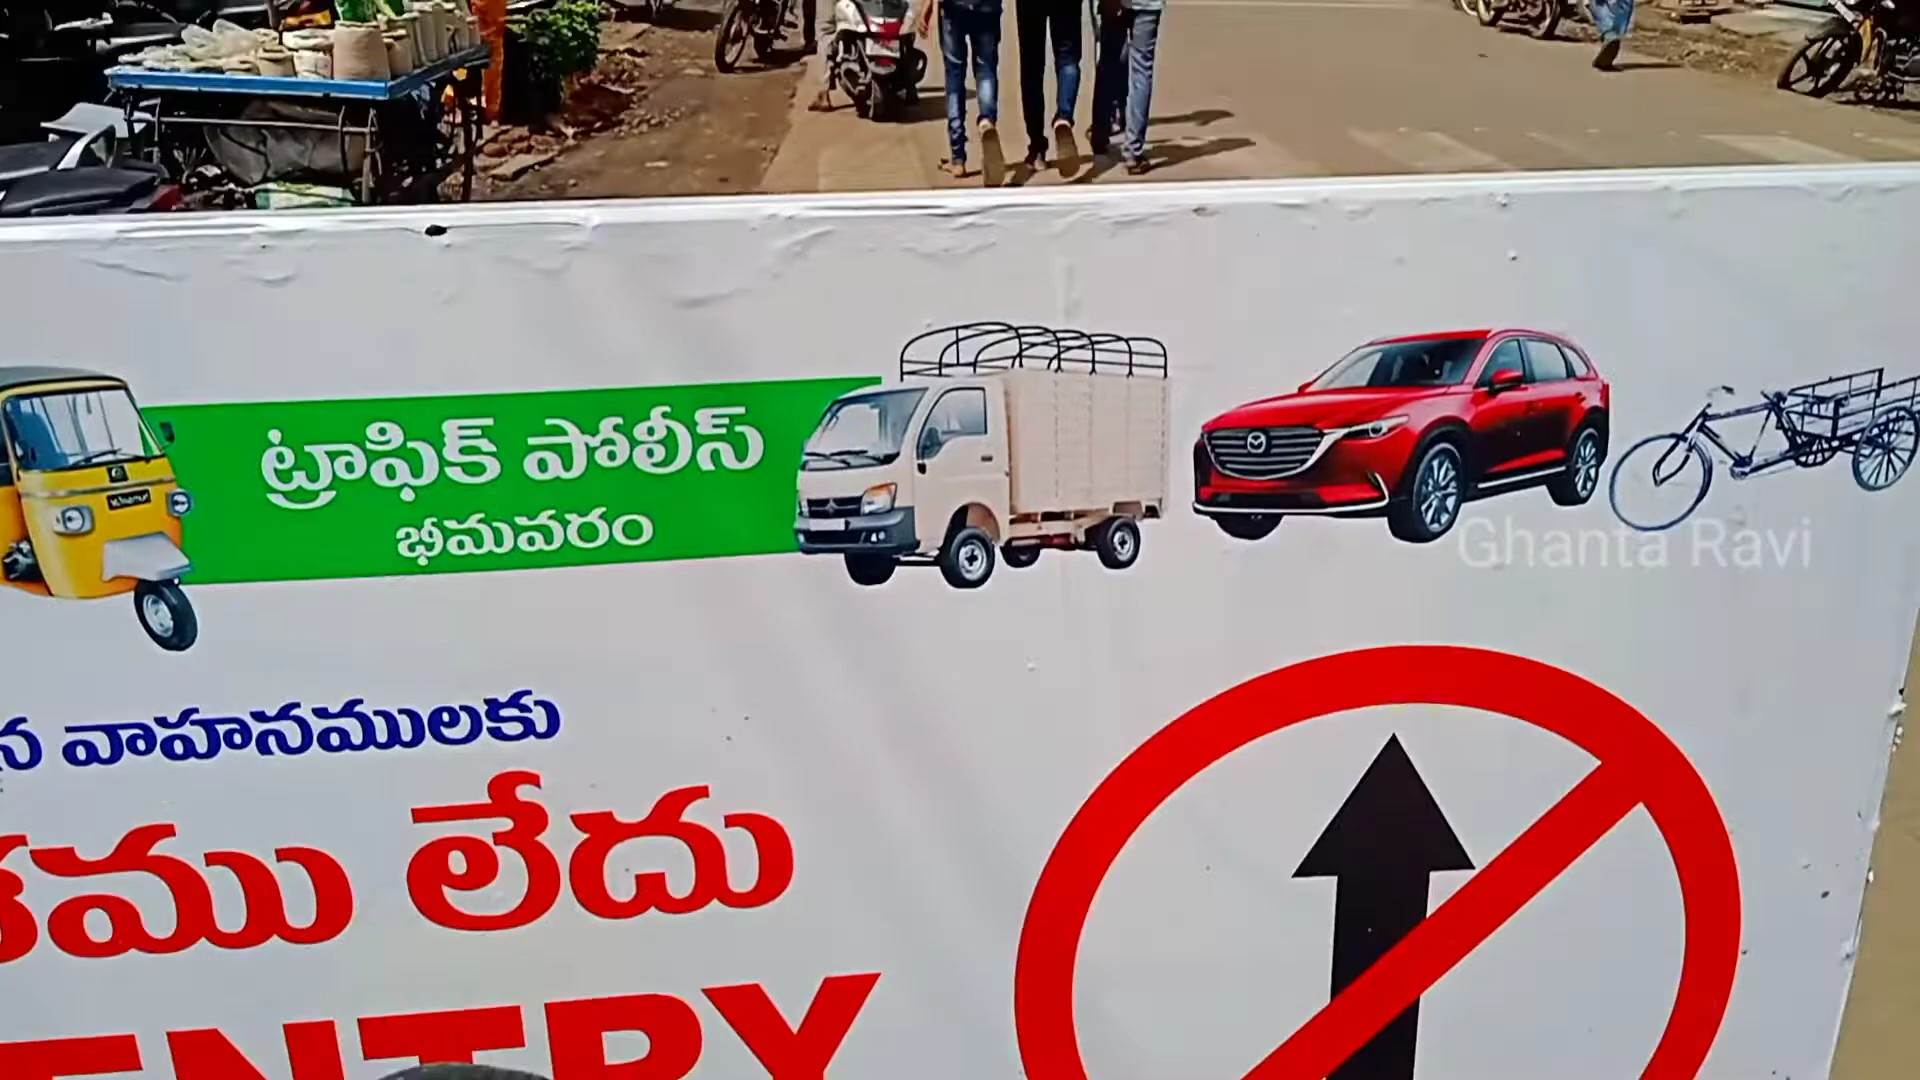 ట్రాఫిక్ పోలీస్
భీమవరం
Ghanta Ravi
వాహనములకు
లేదు
ENTRY